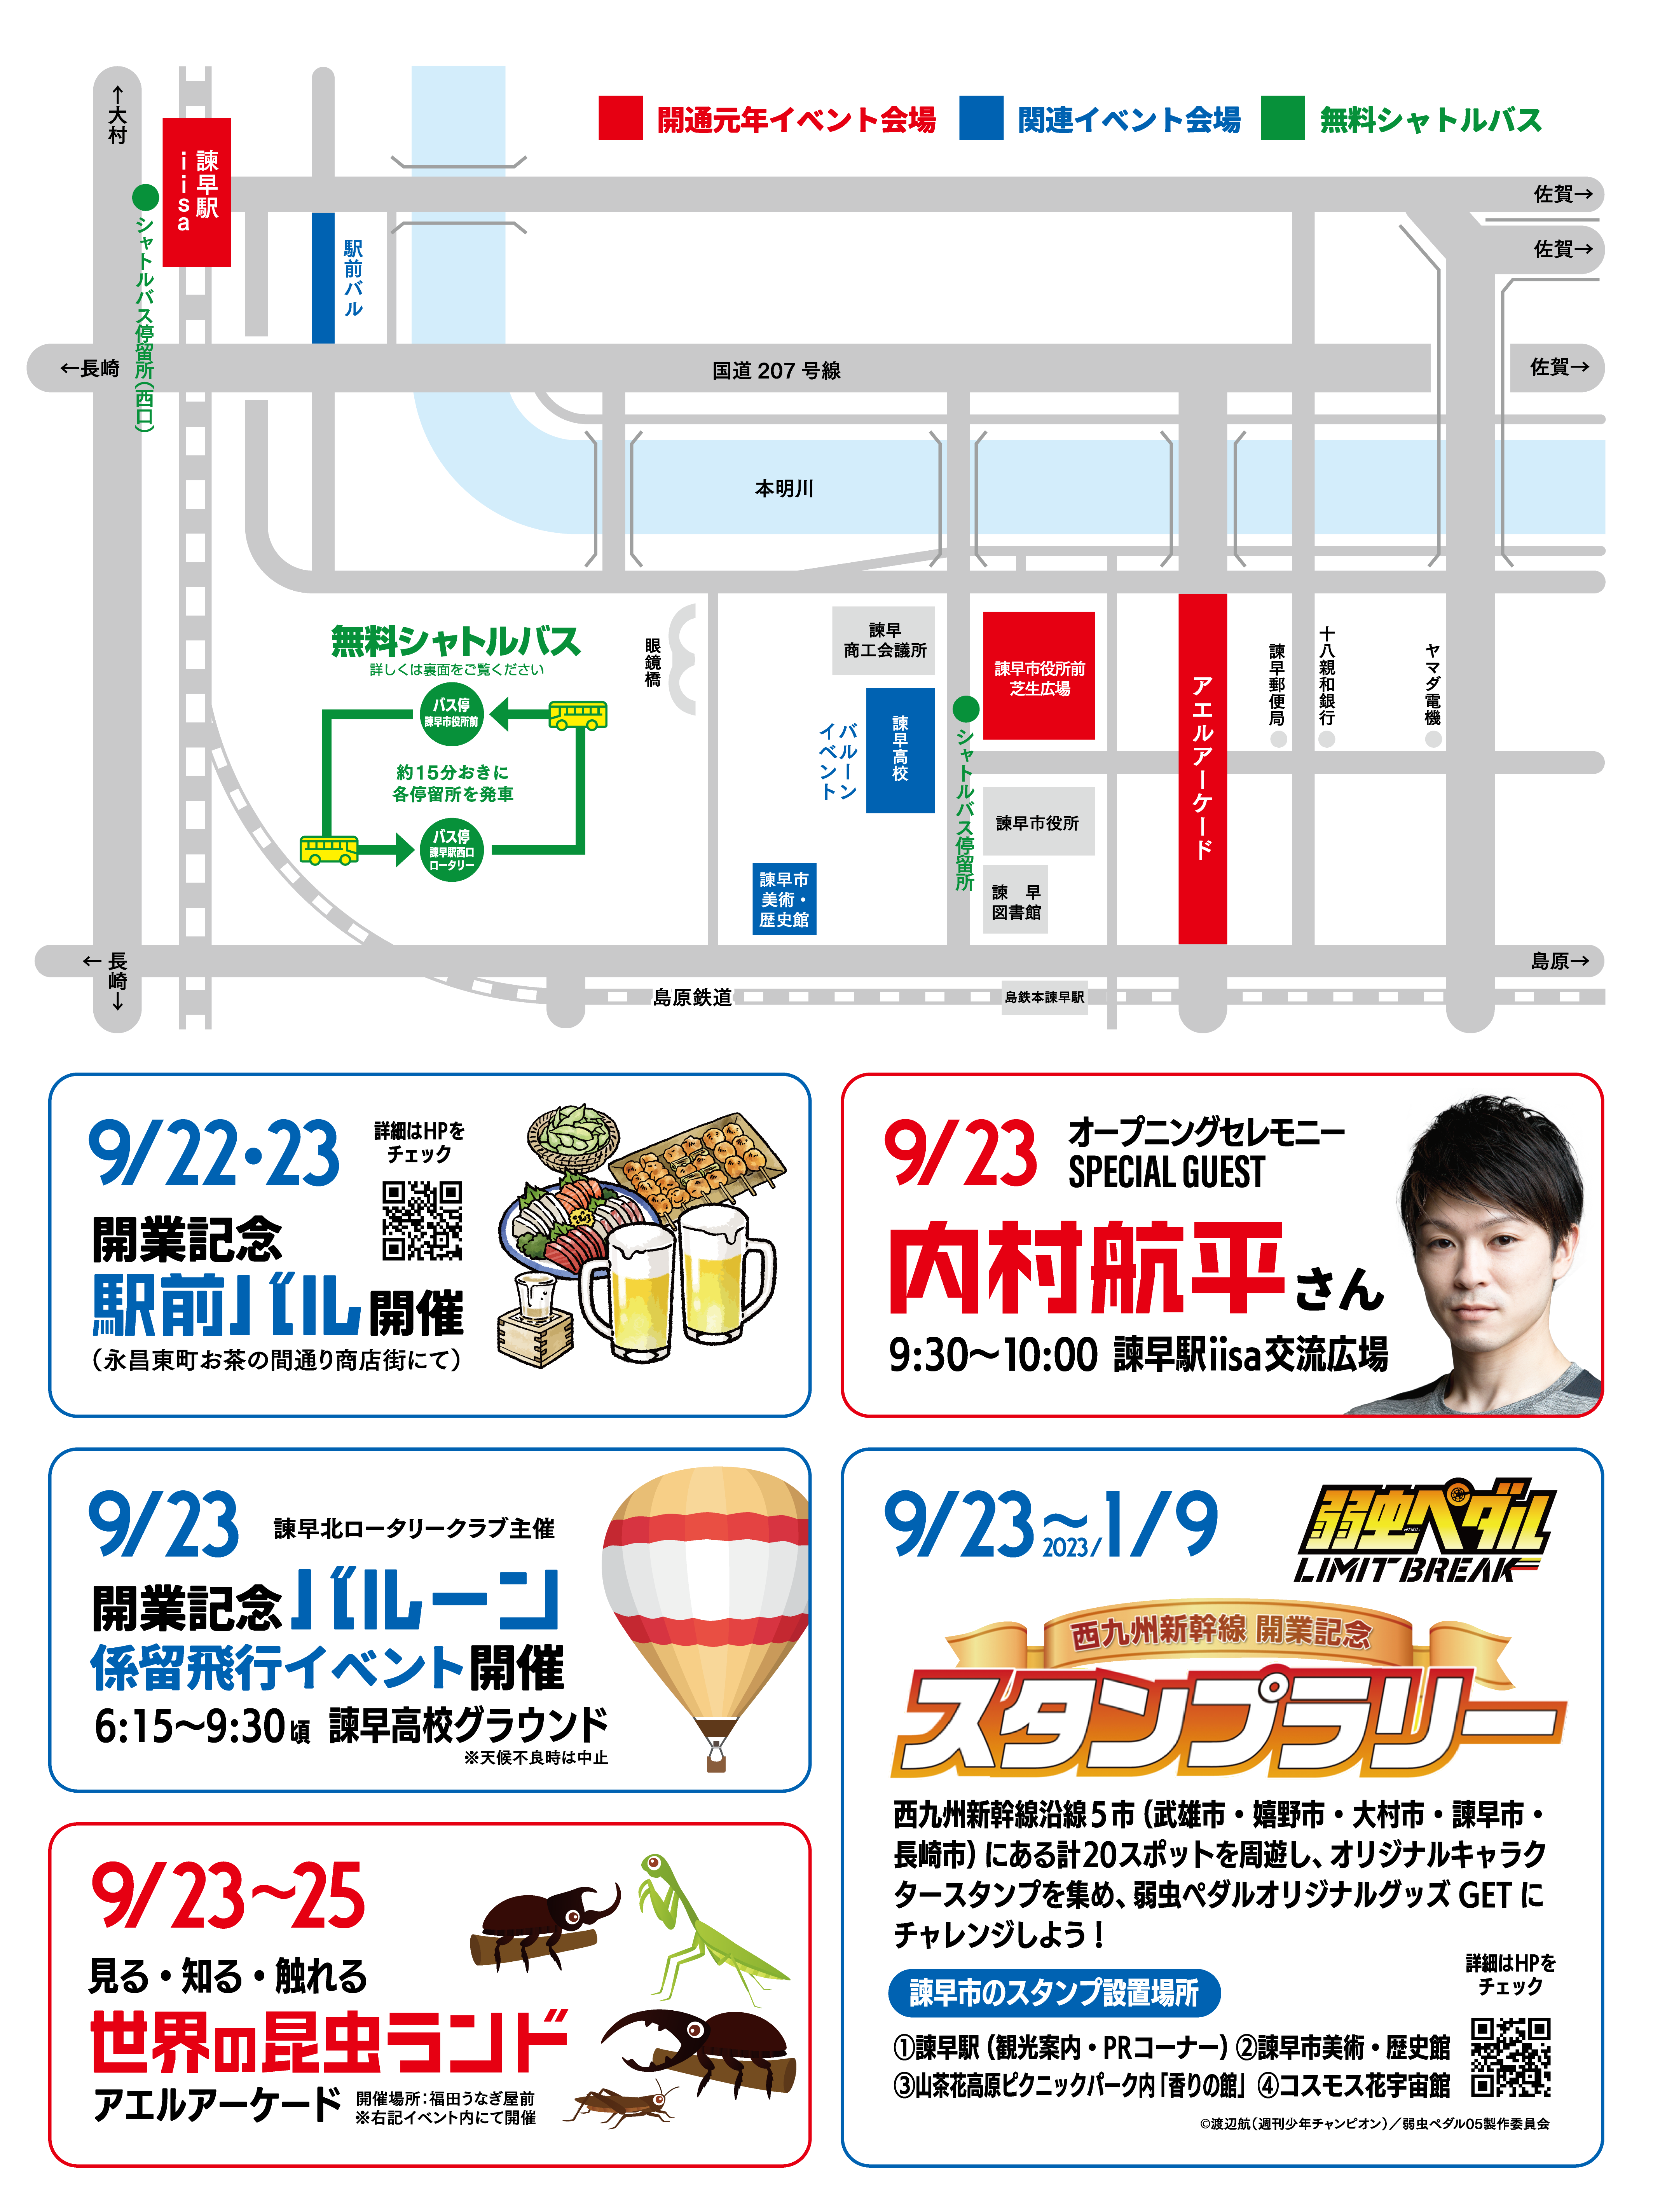 開通元年イベント会場
関連イベント会場
無料シャトルバス
↑大村
諫早駅
iisa
シャトルバス停留所(西口)
駅前バル
佐賀→
佐賀→
←長崎
国道207号線
佐賀→
本明川
無料シャトルバス
詳しくは裏面をご覧ください
バス停
諫早市役所前
約15分おきに
各停留所を発車
バス停
諫早駅西口
ロータリー
眼鏡橋
諫早
商工会議所
諫早市役所前
芝生広場
諫早高校
バルーン
イベント
シャトルバス停留所
諫早市役所
諫早
図書館
諫早市
美術・
歴史館
アエルアーケード
諫早郵便局
十八親和銀行
ヤマダ電機
←長崎↓
島原→
島原鉄道
島鉄本諫早駅
9/22・23
詳細はHPを
チェック
開業記念
駅前バル開催
(永昌東町お茶の間通り商店街にて)
9/23
オープニングセレモニー
SPECIAL GUEST
内村航平さん
9:30〜10:00 諫早駅iisa交流広場
9/23
諫早北ロータリークラブ主催
開業記念バルーン
係留飛行イベント開催
6:15〜9:30頃 諫早高校グラウンド
※天候不良時は中止
9/23〜25
見る・知る・触れる
世界の昆虫ランド
アエルアーケード
開催場所:福田うなぎ屋前
※右記イベント内にて開催
9/23〜2023/1/9
弱虫ペダル
LIMIT BREAK
西九州新幹線 開業記念
スタンプラリー
西九州新幹線沿線5市(武雄市・嬉野市・大村市・諫早市・
長崎市)にある計20スポットを周遊し、オリジナルキャラク
タースタンプを集め、弱虫ペダルオリジナルグッズGETに
チャレンジしよう!
諫早市のスタンプ設置場所
詳細はHPを
チェック
①諫早駅(観光案内・PRコーナー)②諫早市美術・歴史館
③山茶花高原ピクニックパーク内「香りの館」④コスモス花宇宙館
©渡辺航(週刊少年チャンピオン)/弱虫ペダル05製作委員会